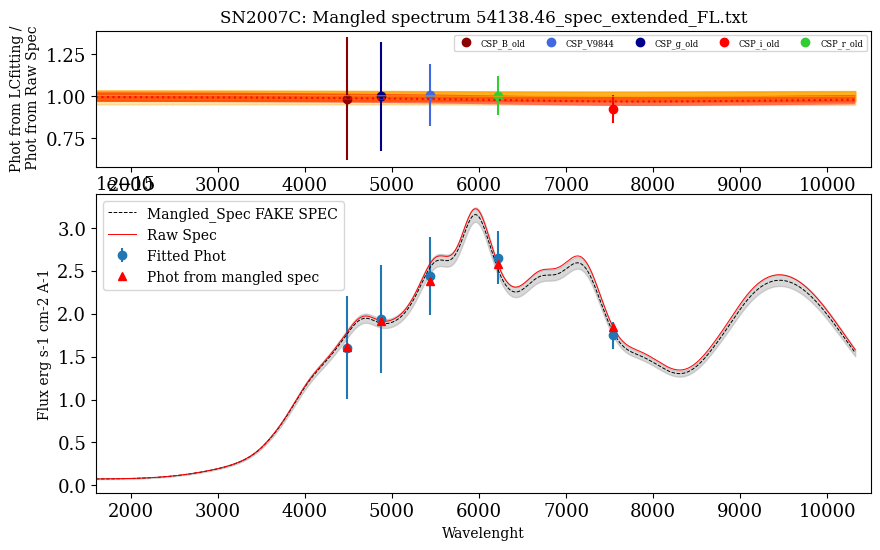 SN2007C: Mangled spectrum 54138.46_spec_extended_FL.txt
CSP_B_old CSP_V9844 CSP_g_old CSP_i_old CSP_r_old
Phot from LCfitting /
Phot from Raw Spec
1.25
1.00
0.75
2000 3000 4000 5000 6000 7000 8000 9000 10000
1e−15
Mangled_Spec FAKE SPEC
Raw Spec
Fitted Phot
Phot from mangled spec
Flux erg s-1 cm-2 A-1
3.0
2.5
2.0
1.5
1.0
0.5
0.0
2000 3000 4000 5000 6000 7000 8000 9000 10000
Wavelenght